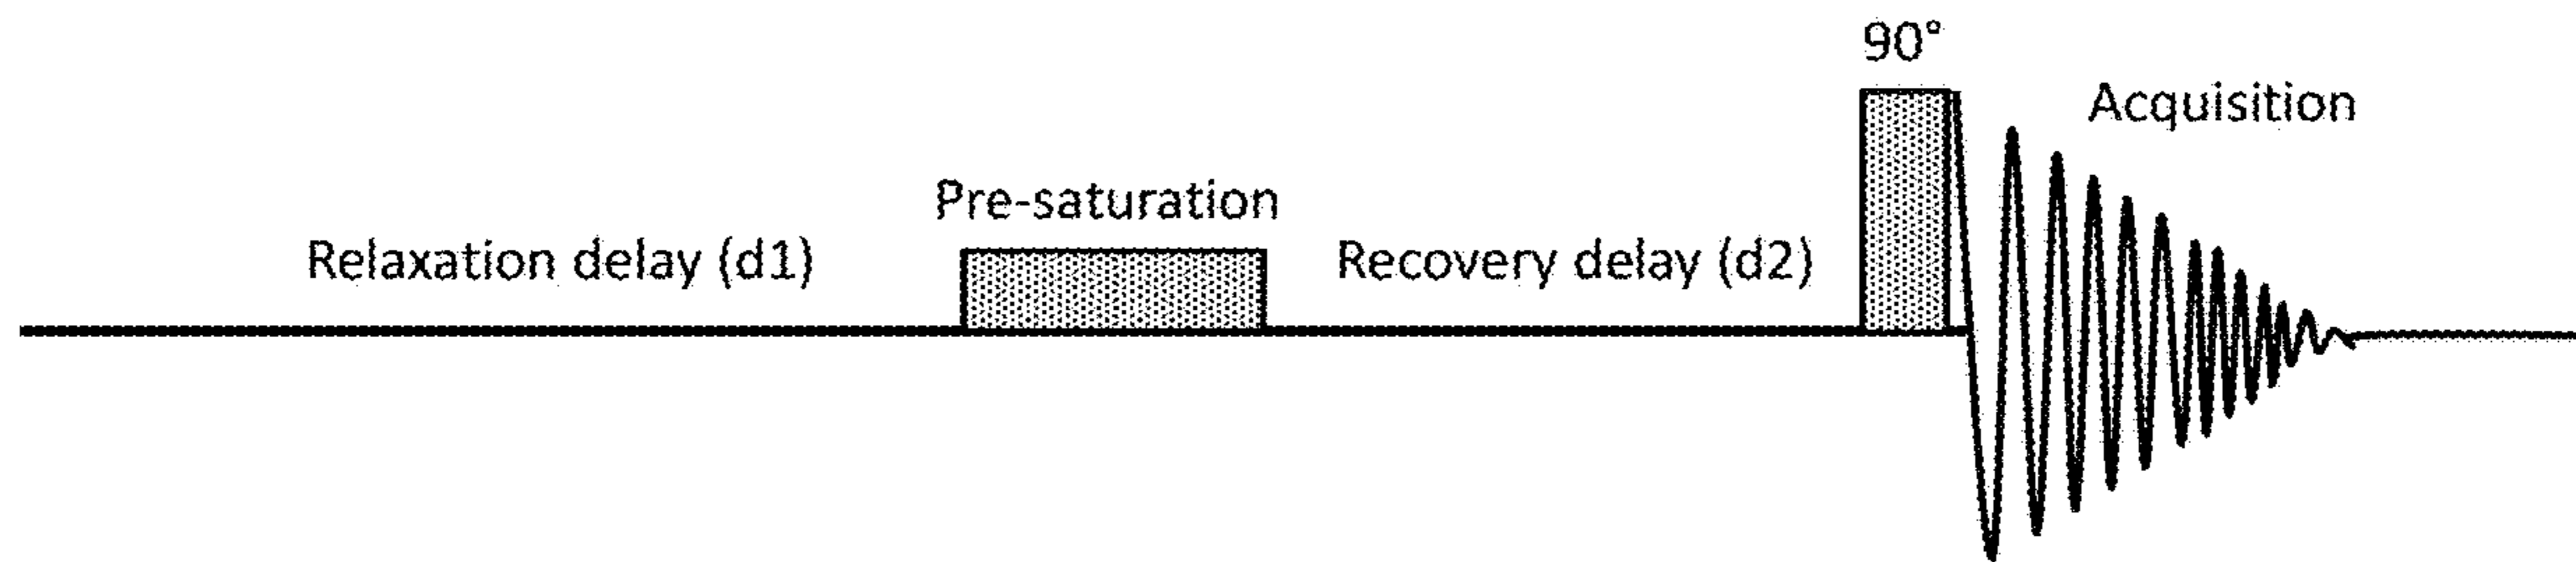 90°
Acquisition
Pre-saturation
Relaxation delay (d1)
Recovery delay (d2)